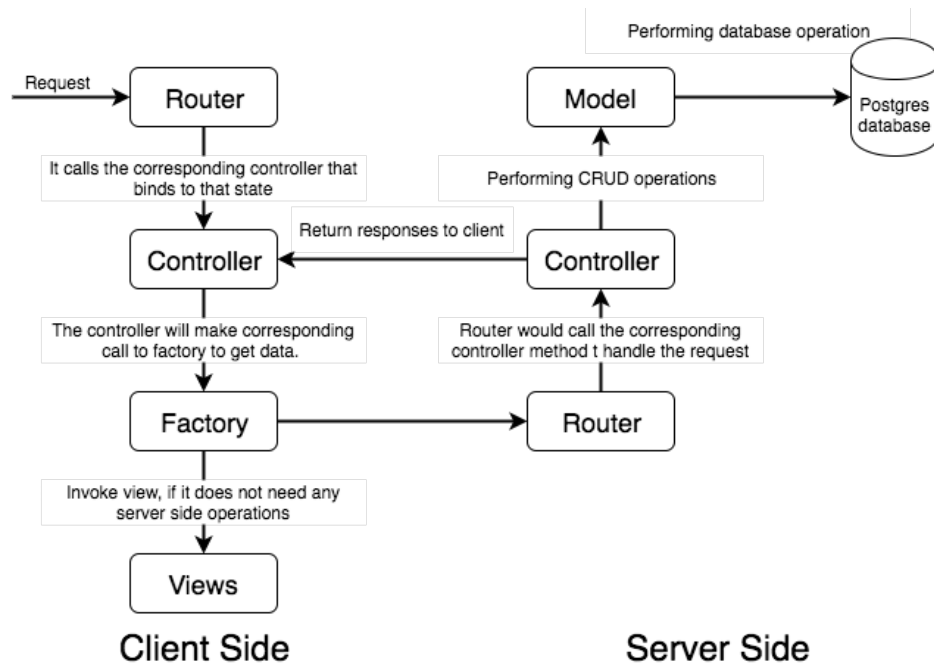 Performing database operation
Request
Router
Model
Postgres
database
It calls the corresponding controller that
binds to that state
Performing CRUD operations
Return responses to client
Controller
Controller
The controller will make corresponding
call to factory to get data.
Router would call the corresponding
controller method t handle the request
Factory
Router
Invoke view, if it does not need any
server side operations
Views
Client Side
Server Side